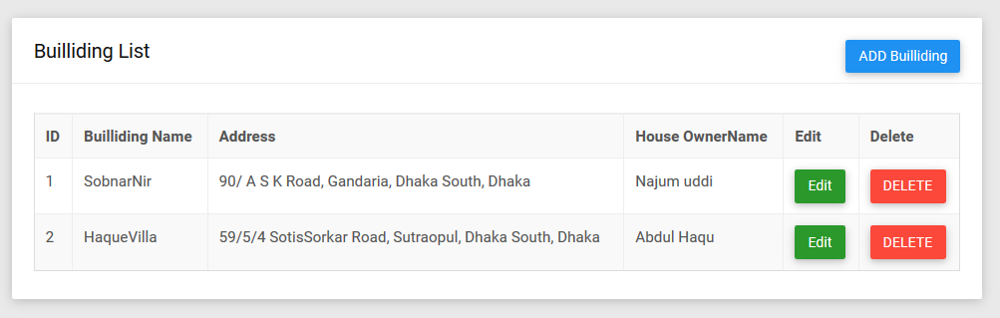 Builliding List
ADD Builliding
ID Builliding Name Address House OwnerName Edit Delete
1 SobnarNir 90/ A S K Road, Gandaria, Dhaka South, Dhaka Najum uddi Edit DELETE
2 HaqueVilla 59/5/4 SotisSorkar Road, Sutraopul, Dhaka South, Dhaka Abdul Haqu Edit DELETE